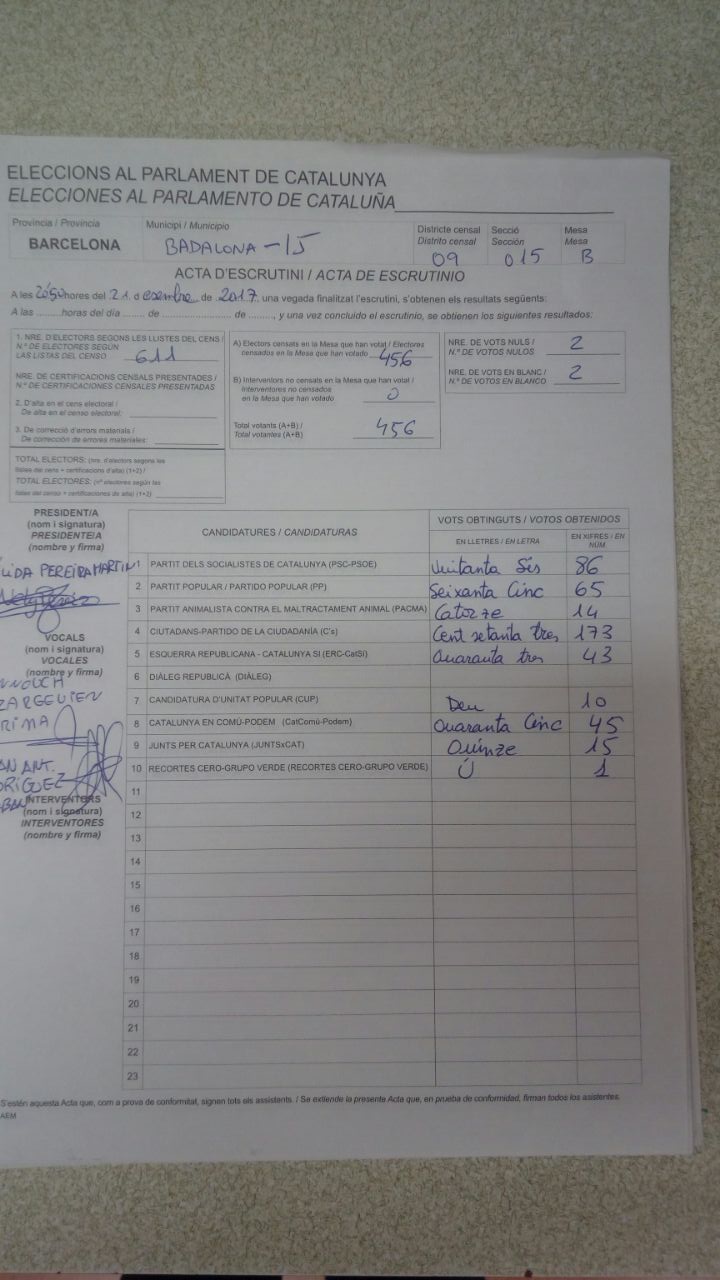 ELECCIONS AL PARLAMENT DE CATALUNYA
ELECCIONES AL PARLAMENTO DE CATALUÑA
Província / Provincia
BARCELONA
Municipi / Municipio
BADALONA - 15
Districte censal
Distrito censal
09
Secció
Sección
015
Mesa
Mesa
B
ACTA D'ESCRUTINI / ACTA DE ESCRUTINIO
A les 20:50 hores del 21. d desembre de 2017, una vegada finalitzat l'escrutini, s'obtenen els resultats següents:
A las ........horas del día ....... de ....................... de ........., y una vez concluido el escrutinio, se obtienen los siguientes resultados:
1. NRE. D'ELECTORS SEGONS LES LLISTES DEL CENS /
N.º DE ELECTORES SEGÚN
LAS LISTAS DEL CENSO 611
NRE. DE CERTIFICACIONS CENSALS PRESENTADES /
N.º DE CERTIFICACIONES CENSALES PRESENTADAS
2. D'alta en el cens electoral /
De alta en el censo electoral:
3. De correcció d'errors materials /
De corrección de errores materiales:
TOTAL ELECTORS: (nre. d'electors segons les
llistes del cens + certificacions d'alta) (1+2) /
TOTAL ELECTORES: (nº electores según las
listas del censo + certificaciones de alta) (1+2)
A) Electors censats en la Mesa que han votat / Electores
censados en la Mesa que han votado 456
B) Interventors no censats en la Mesa que han votat /
Interventores no censados
en la Mesa que han votado 0
Total votants (A+B) /
Total votantes (A+B) 456
NRE. DE VOTS NULS /
N.º DE VOTOS NULOS 2
NRE. DE VOTS EN BLANC /
N.º DE VOTOS EN BLANCO 2
PRESIDENT/A
(nom i signatura)
PRESIDENTE/A
(nombre y firma)
LIDA PEREIRA MARTIN
VOCALS
(nom i signatura)
VOCALES
(nombre y firma)
NNOUCH
ZARGUIEN
RIMA
AN ANT.
DRÍGUEZ
INTERVENTORS
(nom i signatura)
INTERVENTORES
(nombre y firma)
CANDIDATURES / CANDIDATURAS
VOTS OBTINGUTS / VOTOS OBTENIDOS
EN LLETRES / EN LETRA
EN XIFRES / EN NÚM.
1 PARTIT DELS SOCIALISTES DE CATALUNYA (PSC-PSOE) Vuitanta Sis 86
2 PARTIT POPULAR / PARTIDO POPULAR (PP) Seixanta Cinc 65
3 PARTIT ANIMALISTA CONTRA EL MALTRACTAMENT ANIMAL (PACMA) Catorze 14
4 CIUTADANS-PARTIDO DE LA CIUDADANÍA (C's) Cent setanta tres 173
5 ESQUERRA REPUBLICANA - CATALUNYA SÍ (ERC-CatSí) Quaranta tres 43
6 DIÀLEG REPUBLICÀ (DIÀLEG)
7 CANDIDATURA D'UNITAT POPULAR (CUP) Deu 10
8 CATALUNYA EN COMÚ-PODEM (CatComú-Podem) Quaranta Cinc 45
9 JUNTS PER CATALUNYA (JUNTSxCAT) Quinze 15
10 RECORTES CERO-GRUPO VERDE (RECORTES CERO-GRUPO VERDE) Ú 1
11
12
13
14
15
16
17
18
19
20
21
22
23
S'estén aquesta Acta que, com a prova de conformitat, signen tots els assistents. / Se extiende la presente Acta que, en prueba de conformidad, firman todos los asistentes.
AEM